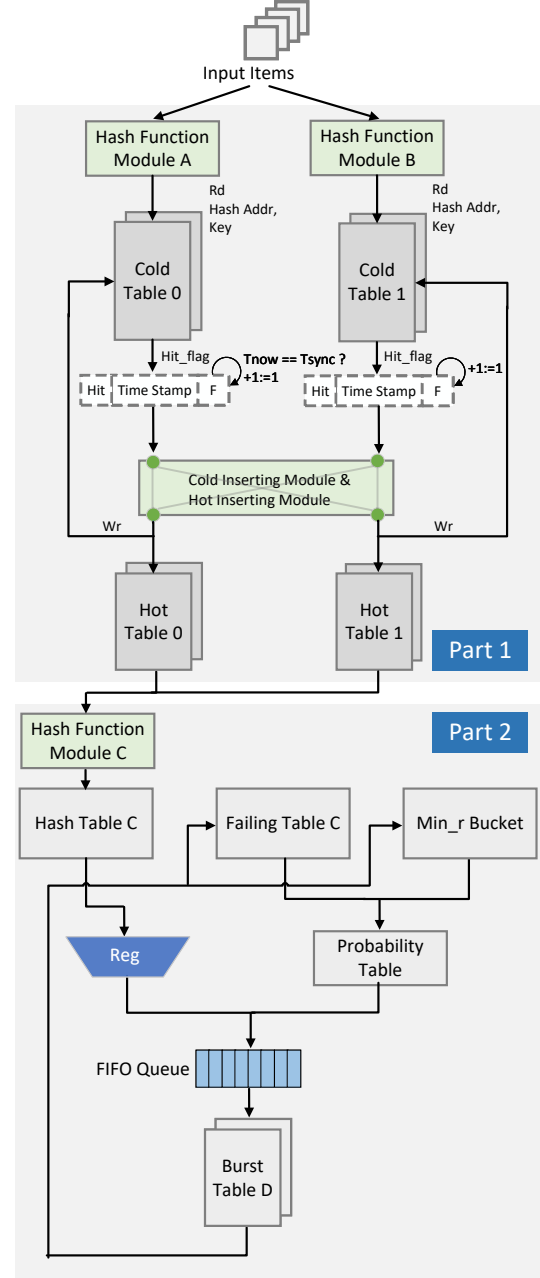 Input Items
Hash Function
Module A
Hash Function
Module B
Rd
Hash Addr,
Key
Rd
Hash Addr,
Key
Cold
Table 0
Cold
Table 1
Hit_flag
Tnow == Tsync ?
+1:=1
Hit_flag
+1:=1
Hit
Time Stamp
F
Hit
Time Stamp
F
Cold Inserting Module &
Hot Inserting Module
Wr
Wr
Hot
Table 0
Hot
Table 1
Part 1
Hash Function
Module C
Part 2
Hash Table C
Failing Table C
Min_r Bucket
Reg
Probability
Table
FIFO Queue
Burst
Table D